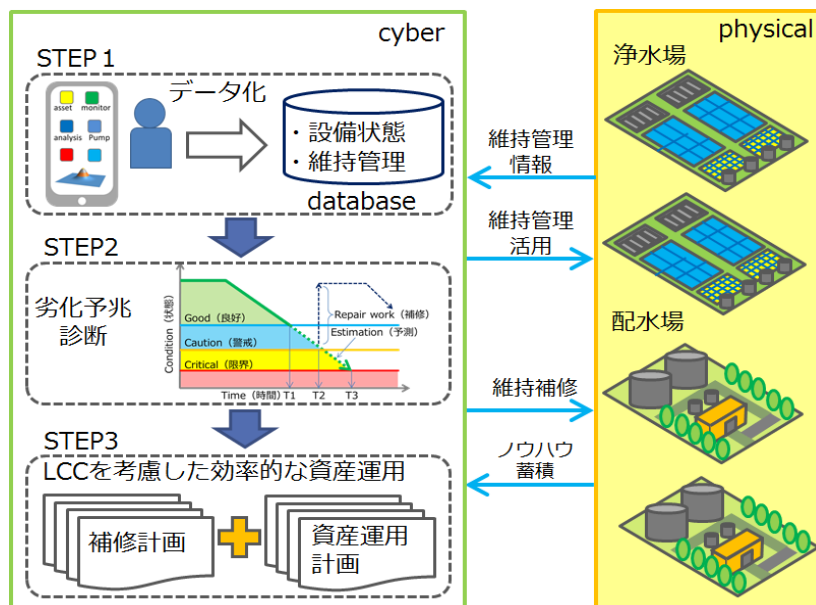 cyber
STEP１
asset
monitor
analysis
Pump
データ化
・設備状態
・維持管理
database
STEP2
劣化予兆
診断
Condition（状態）
Good（良好）
Caution（警戒）
Critical（限界）
Repair work（補修）
Estimation（予測）
Time（時間）
T1
T2
T3
STEP3
LCCを考慮した効率的な資産運用
補修計画
資産運用
計画
維持管理
情報
維持管理
活用
維持補修
ノウハウ
蓄積
physical
浄水場
配水場